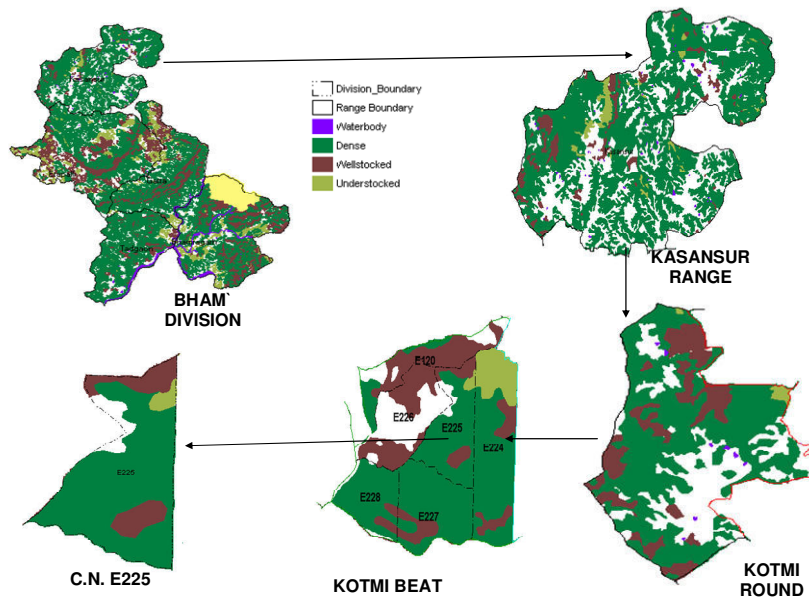 Division_Boundary
Range Boundary
Waterbody
Dense
Wellstocked
Understocked
BHAM`
DIVISION
KASANSUR
RANGE
E120
E226
E225
E224
E228
E227
E225
C.N. E225
KOTMI BEAT
KOTMI
ROUND